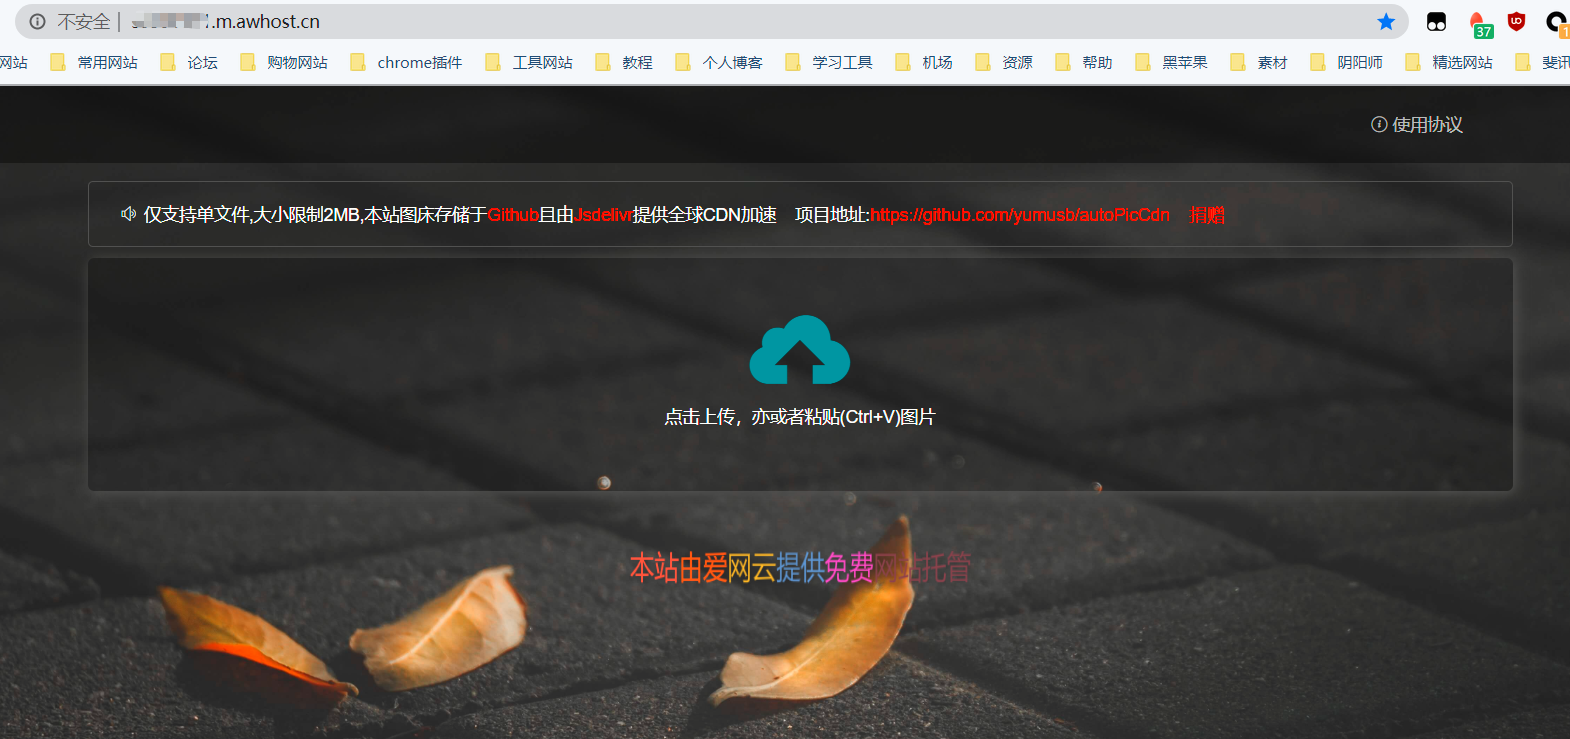 不安全 .m.awhost.cn
37 1
网站 常用网站 论坛 购物网站 chrome插件 工具网站 教程 个人博客 学习工具 机场 资源 帮助 黑苹果 素材 阴阳师 精选网站 斐讯
使用协议
仅支持单文件,大小限制2MB,本站图床存储于Github且由Jsdelivr提供全球CDN加速 项目地址:https://github.com/yumusb/autoPicCdn 捐赠
点击上传，亦或者粘贴(Ctrl+V)图片
本站由爱网云提供免费网站托管